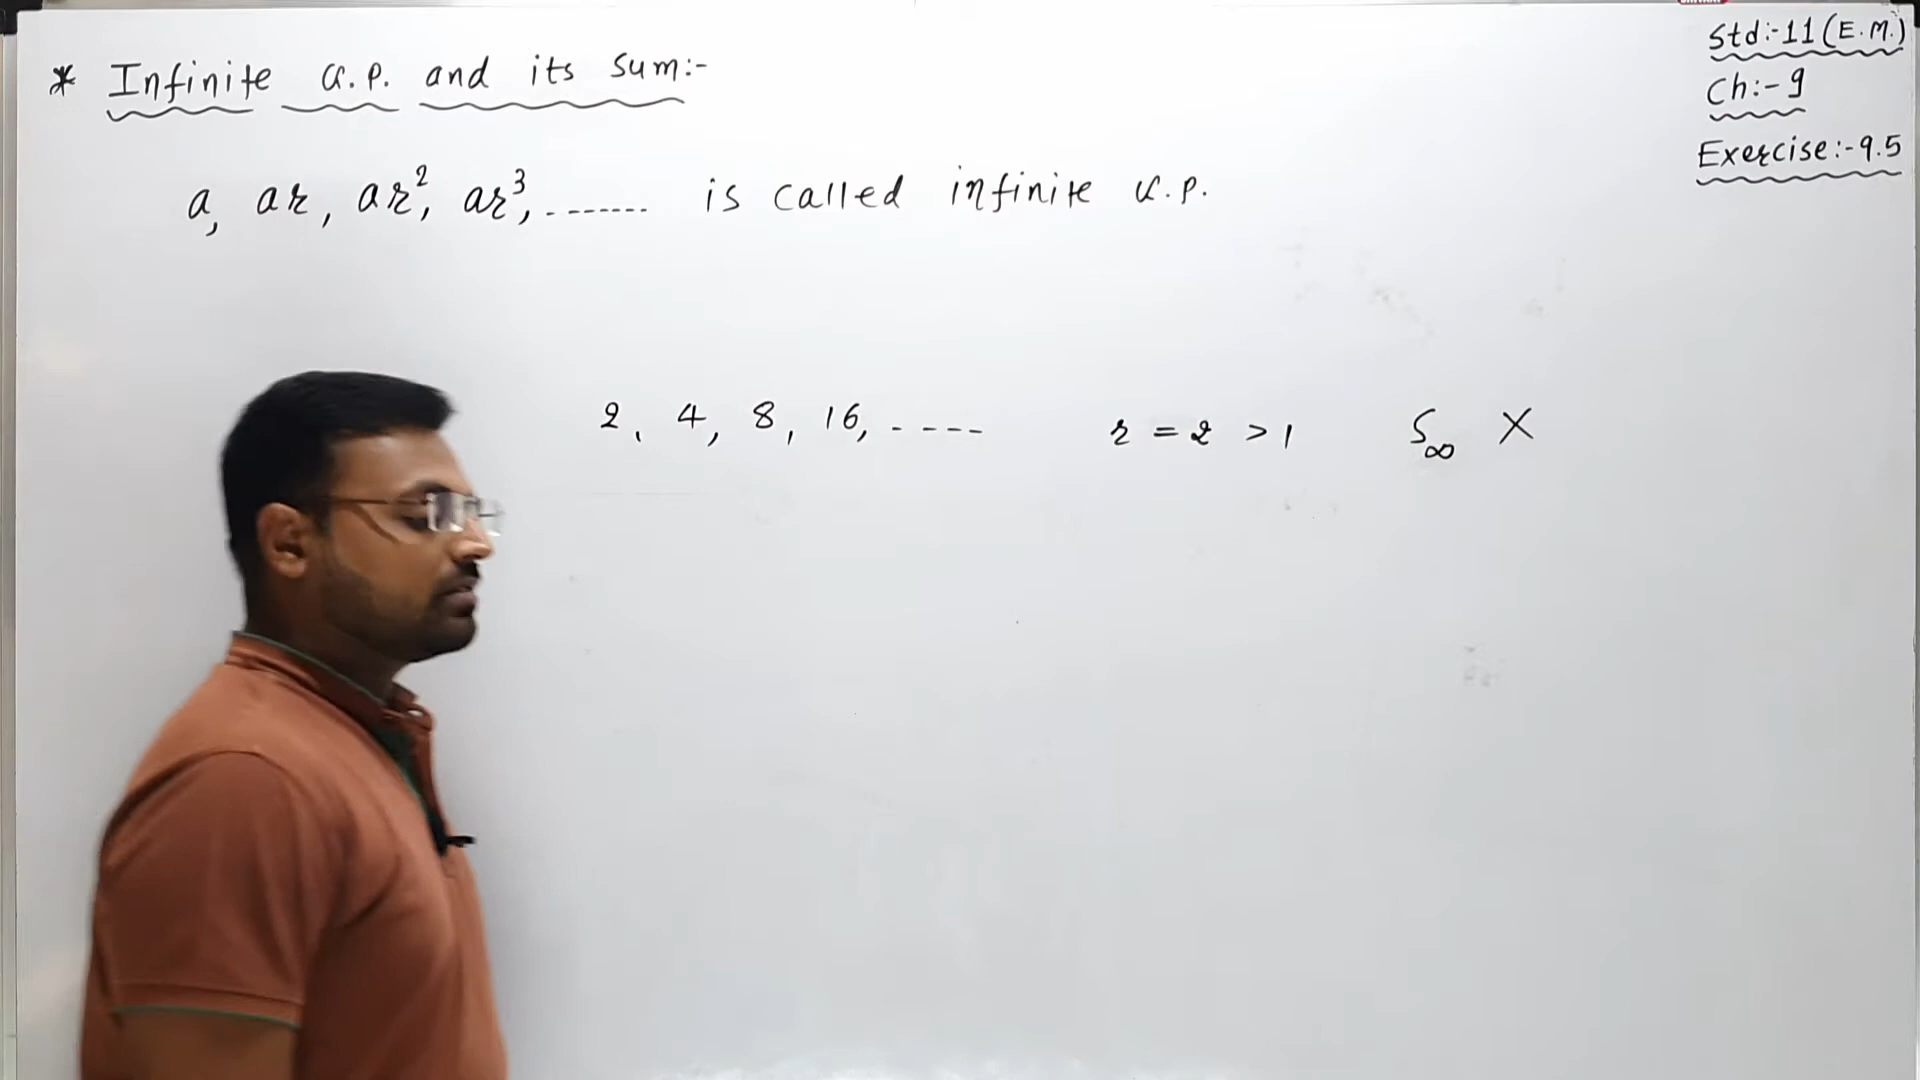 * Infinite G.P. and its sum:-
a, ar, ar², ar³, ........ is called infinite G.P.
2, 4, 8, 16, ---- r = 2 > 1 S∞ X
Std:-11 (E.M.)
Ch:-9
Exercise:-9.5